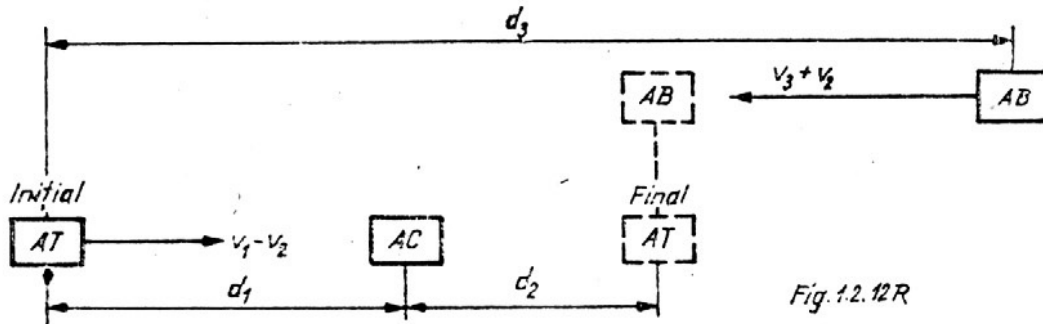 d₃
AB
v₃ + v₂
AB
Initial
Final
AT
v₁ - v₂
AC
AT
d₁
d₂
Fig. 1.2.12R